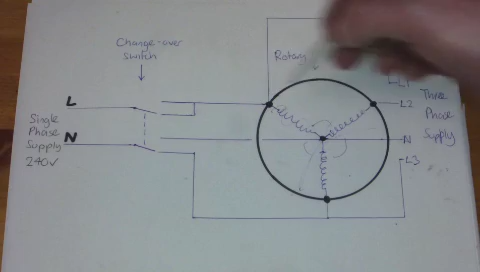 Change-over
switch
Rotary
L
N
Single
Phase
Supply
240V
L1
L2
N
L3
Three
Phase
Supply